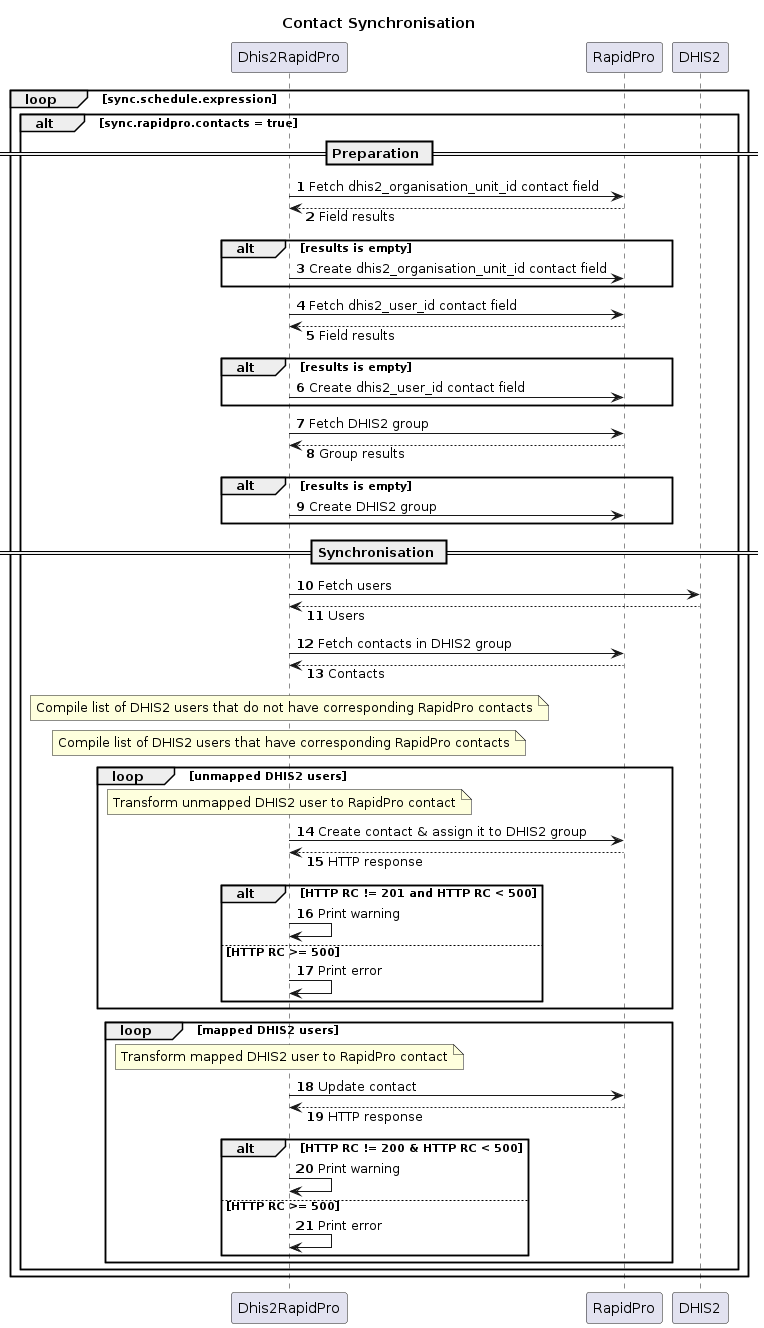 Contact Synchronisation
Dhis2RapidPro
RapidPro
DHIS2
loop [sync.schedule.expression]
alt [sync.rapidpro.contacts = true]
Preparation
1 Fetch dhis2_organisation_unit_id contact field
2 Field results
alt [results is empty]
3 Create dhis2_organisation_unit_id contact field
4 Fetch dhis2_user_id contact field
5 Field results
alt [results is empty]
6 Create dhis2_user_id contact field
7 Fetch DHIS2 group
8 Group results
alt [results is empty]
9 Create DHIS2 group
Synchronisation
10 Fetch users
11 Users
12 Fetch contacts in DHIS2 group
13 Contacts
Compile list of DHIS2 users that do not have corresponding RapidPro contacts
Compile list of DHIS2 users that have corresponding RapidPro contacts
loop [unmapped DHIS2 users]
Transform unmapped DHIS2 user to RapidPro contact
14 Create contact & assign it to DHIS2 group
15 HTTP response
alt [HTTP RC != 201 and HTTP RC < 500]
16 Print warning
[HTTP RC >= 500]
17 Print error
loop [mapped DHIS2 users]
Transform mapped DHIS2 user to RapidPro contact
18 Update contact
19 HTTP response
alt [HTTP RC != 200 & HTTP RC < 500]
20 Print warning
[HTTP RC >= 500]
21 Print error
Dhis2RapidPro
RapidPro
DHIS2